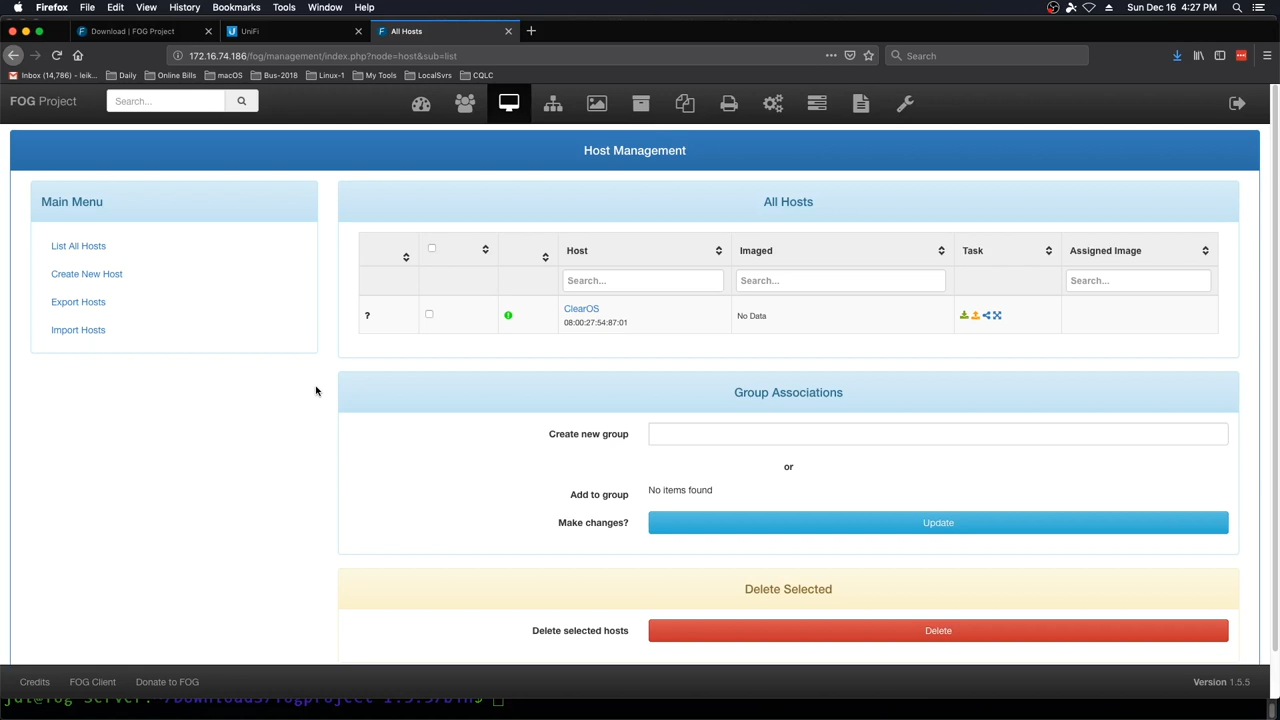 Firefox File Edit View History Bookmarks Tools Window Help Sun Dec 16 4:27 PM
Download | FOG Project UniFi All Hosts
172.16.74.186/fog/management/index.php?node=host&sub=list Search
Inbox (14,786) - leik... Daily Online Bills macOS Bus-2018 Linux-1 My Tools LocalSvrs CQLC
FOG Project Search...
Host Management
Main Menu
List All Hosts
Create New Host
Export Hosts
Import Hosts
All Hosts
Host Imaged Task Assigned Image
Search... Search... Search...
? ClearOS No Data
08:00:27:54:87:01
Group Associations
Create new group
or
Add to group No items found
Make changes? Update
Delete Selected
Delete selected hosts Delete
Credits FOG Client Donate to FOG Version 1.5.5